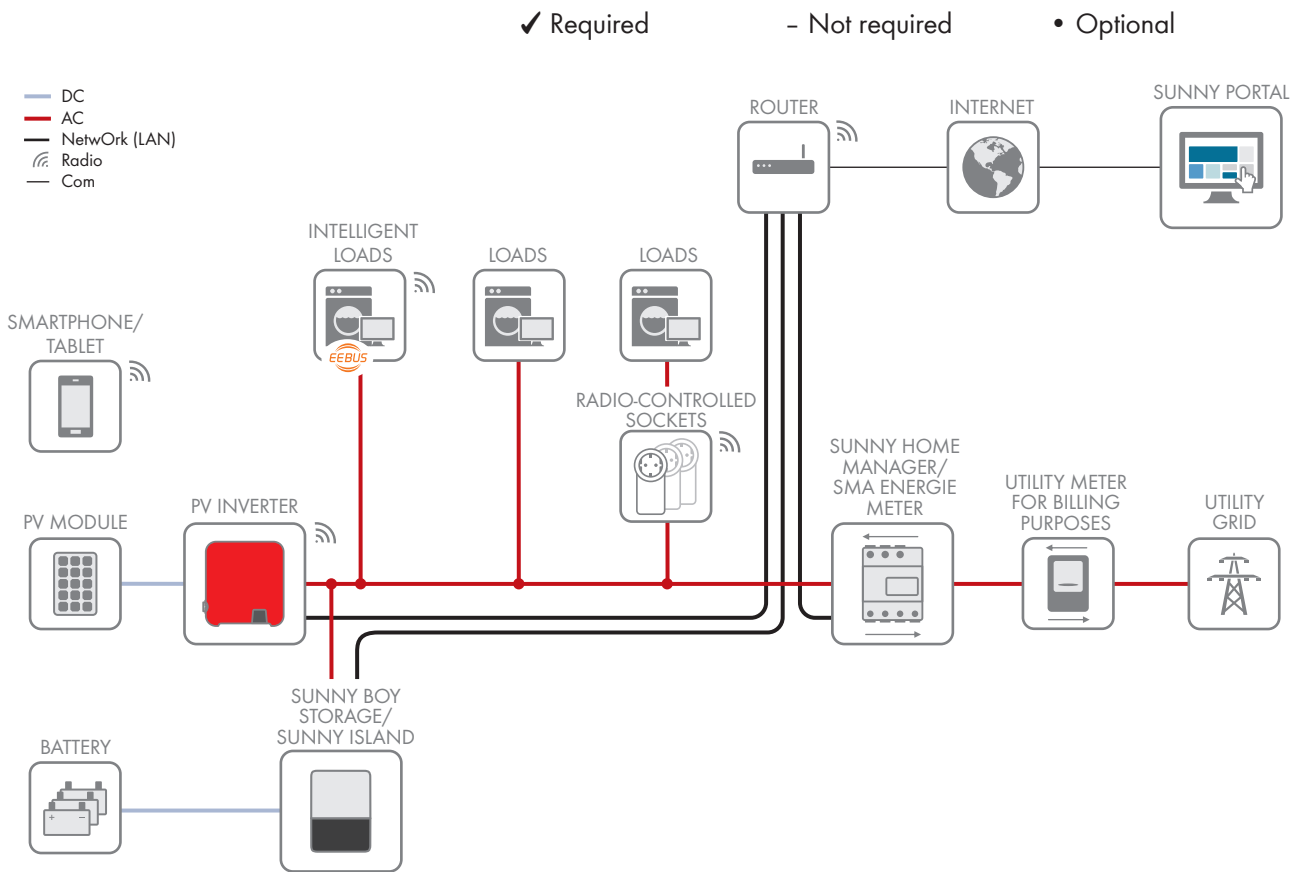 ✓ Required – Not required • Optional
DC
AC
NetwOrk (LAN)
Radio
Com
ROUTER
INTERNET
SUNNY PORTAL
INTELLIGENT
LOADS
EEBUS
LOADS
LOADS
SMARTPHONE/
TABLET
RADIO-CONTROLLED
SOCKETS
SUNNY HOME
MANAGER/
SMA ENERGIE
METER
UTILITY METER
FOR BILLING
PURPOSES
UTILITY
GRID
PV MODULE
PV INVERTER
SUNNY BOY
STORAGE/
SUNNY ISLAND
BATTERY
+ –